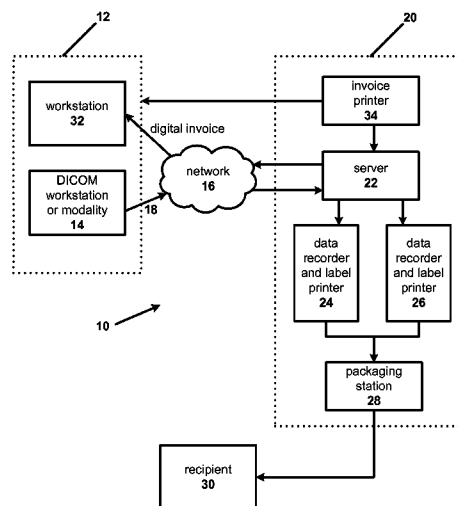 12
20
workstation
32
invoice
printer
34
digital invoice
network
16
server
22
DICOM
workstation
or modality
14
18
data
recorder
and label
printer
24
data
recorder
and label
printer
26
10
packaging
station
28
recipient
30